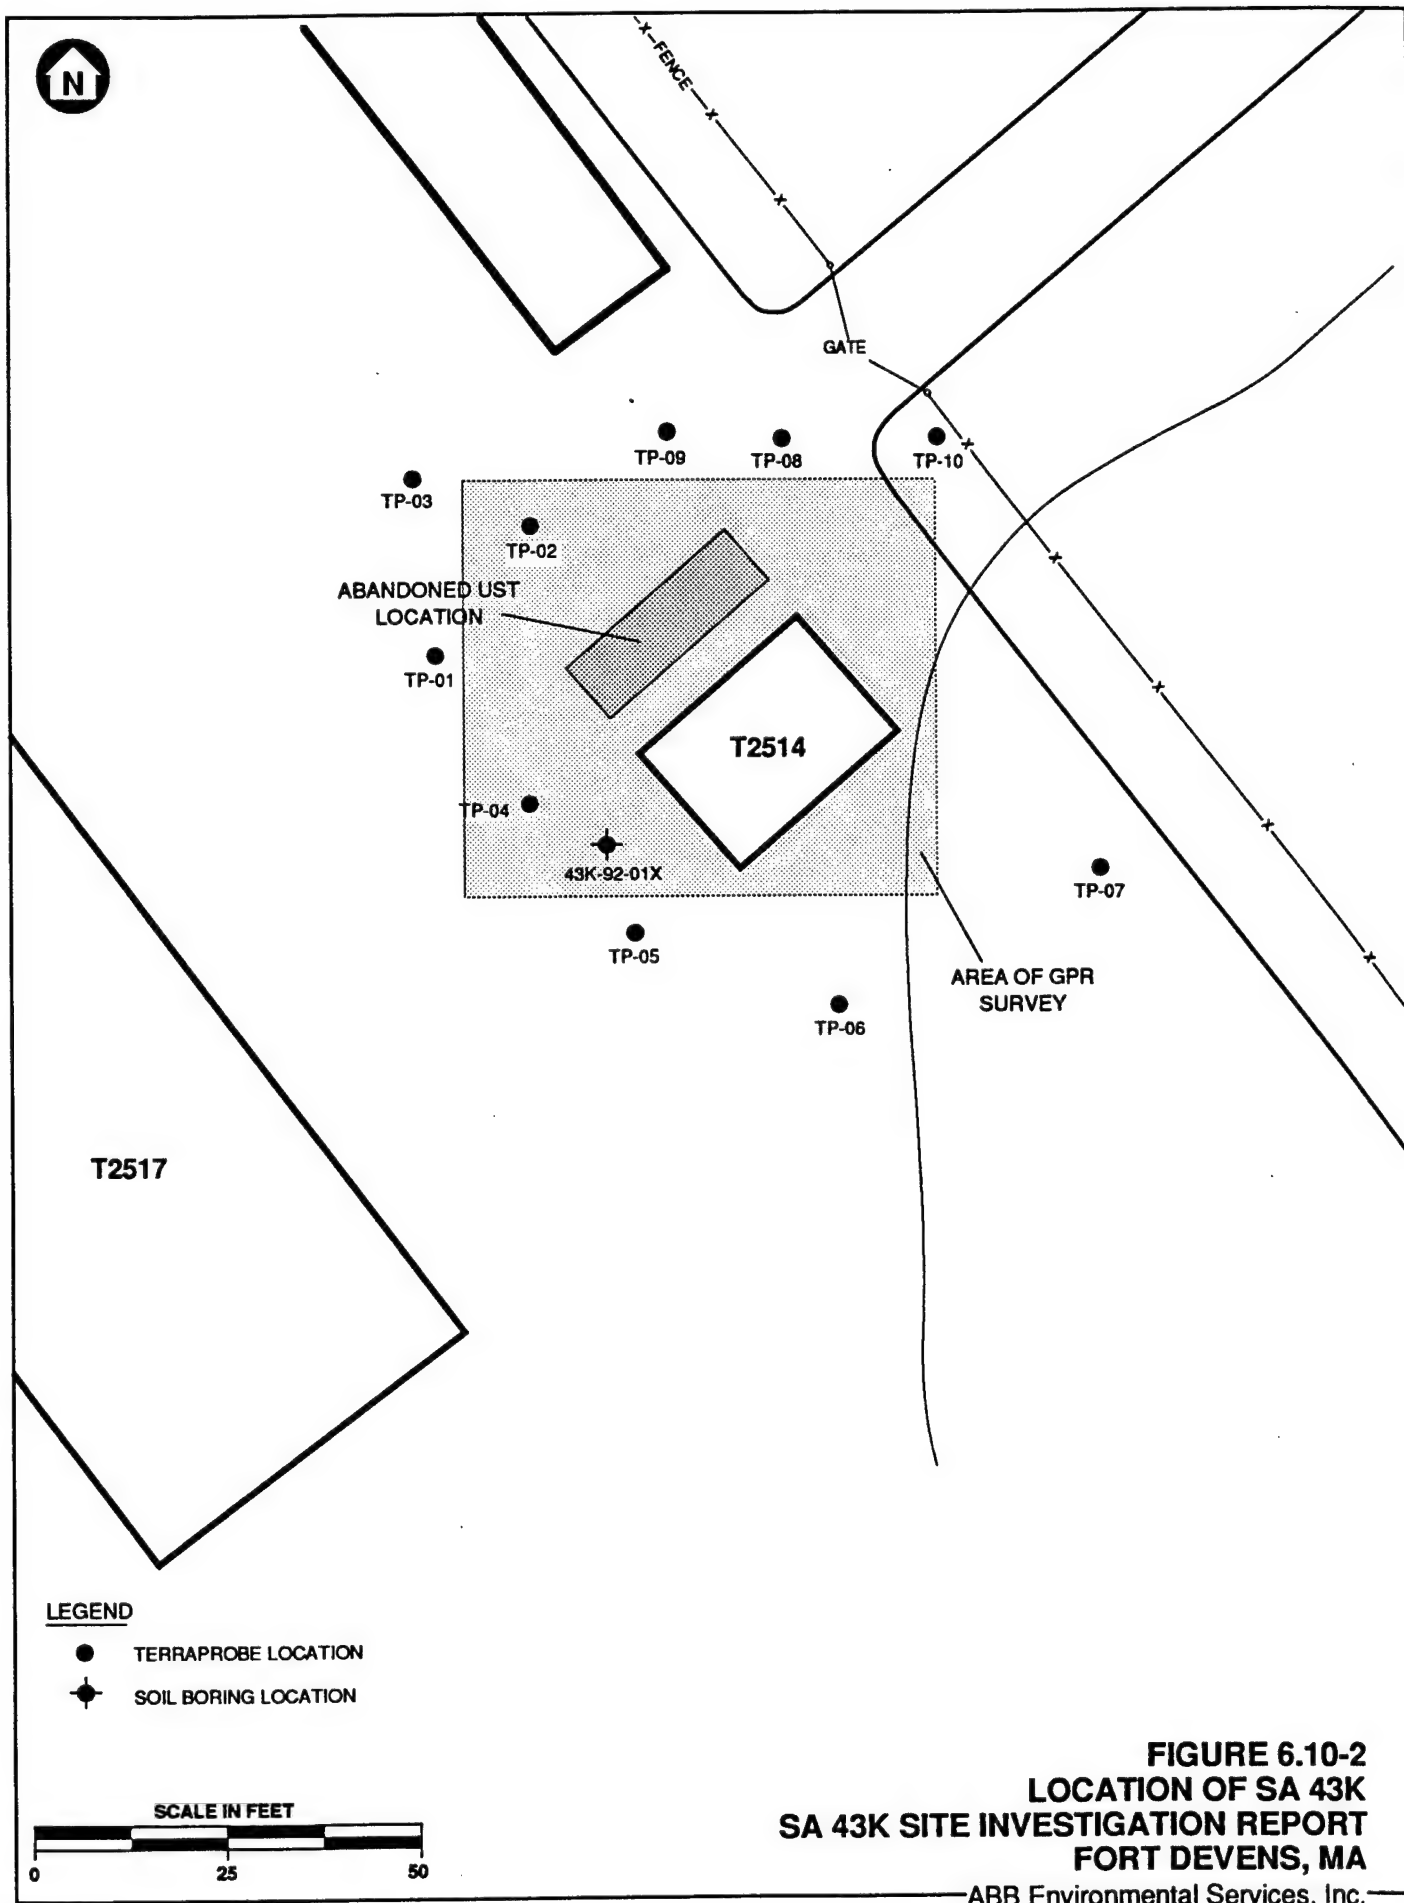 N
X
FENCE
X
X
GATE
TP-09
TP-08
TP-10
X
TP-03
TP-02
X
ABANDONED UST
LOCATION
TP-01
X
T2514
TP-04
X
43K-92-01X
TP-07
TP-05
X
AREA OF GPR
SURVEY
TP-06
T2517
LEGEND
TERRAPROBE LOCATION
SOIL BORING LOCATION
SCALE IN FEET
0 25 50
FIGURE 6.10-2
LOCATION OF SA 43K
SA 43K SITE INVESTIGATION REPORT
FORT DEVENS, MA
ABB Environmental Services, Inc.